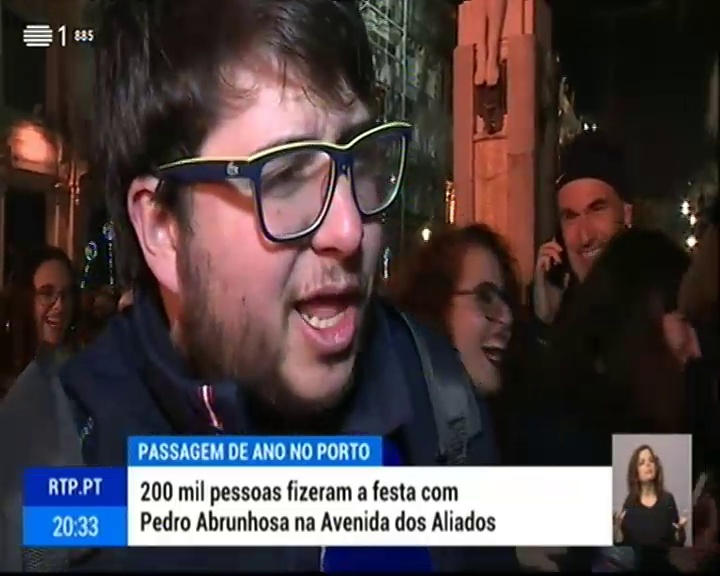 1 885
PASSAGEM DE ANO NO PORTO
RTP.PT
20:33
200 mil pessoas fizeram a festa com
Pedro Abrunhosa na Avenida dos Aliados